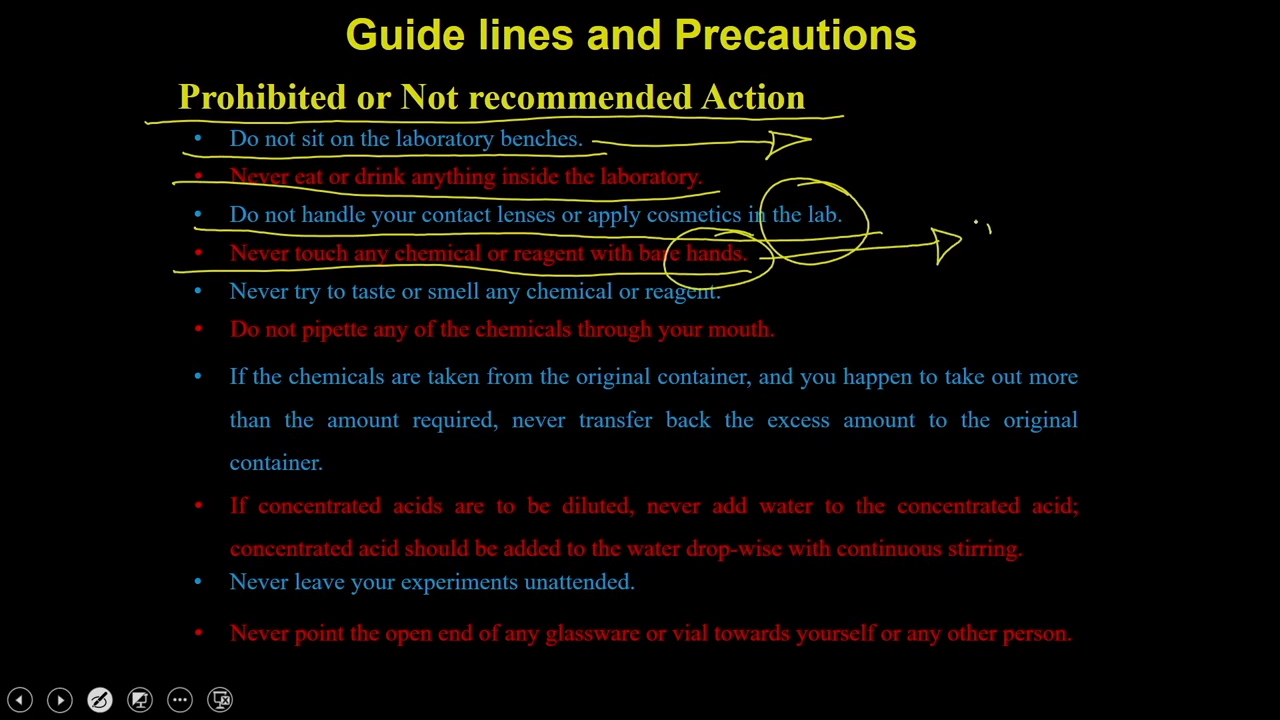 Guide lines and Precautions
Prohibited or Not recommended Action
• Do not sit on the laboratory benches.
• Never eat or drink anything inside the laboratory.
• Do not handle your contact lenses or apply cosmetics in the lab.
• Never touch any chemical or reagent with bare hands.
• Never try to taste or smell any chemical or reagent.
• Do not pipette any of the chemicals through your mouth.
• If the chemicals are taken from the original container, and you happen to take out more
than the amount required, never transfer back the excess amount to the original
container.
• If concentrated acids are to be diluted, never add water to the concentrated acid;
concentrated acid should be added to the water drop-wise with continuous stirring.
• Never leave your experiments unattended.
• Never point the open end of any glassware or vial towards yourself or any other person.